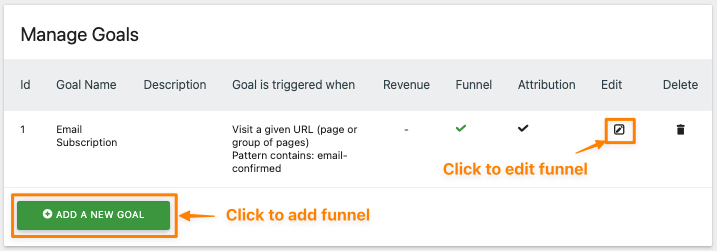 Manage Goals
Id Goal Name Description Goal is triggered when Revenue Funnel Attribution Edit Delete
1 Email Subscription Visit a given URL (page or group of pages) Pattern contains: email-confirmed -
Click to edit funnel
ADD A NEW GOAL
Click to add funnel